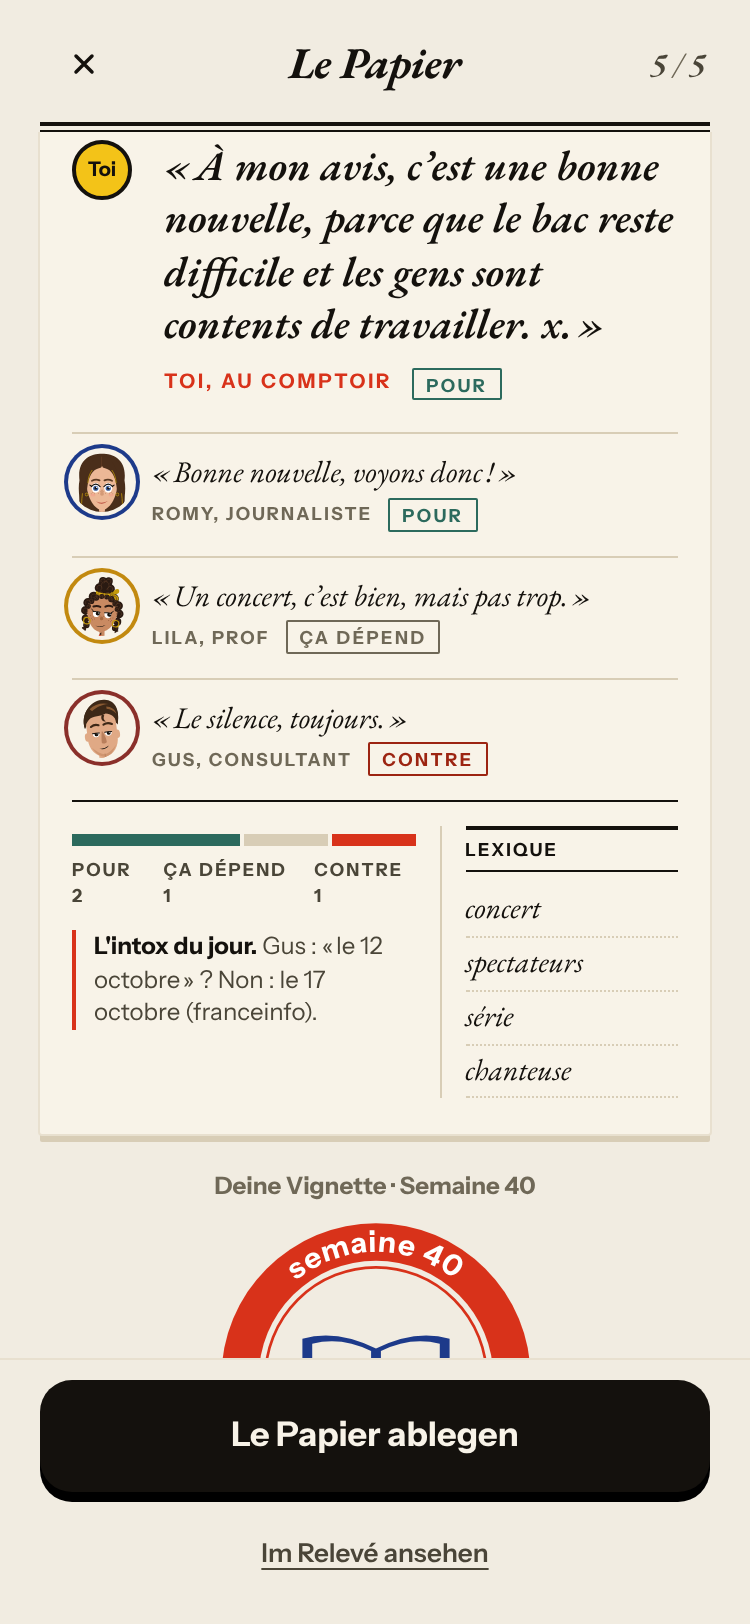 Le Papier
5 / 5
Toi
« À mon avis, c’est une bonne
nouvelle, parce que le bac reste
difficile et les gens sont
contents de travailler. x. »
TOI, AU COMPTOIR
POUR
« Bonne nouvelle, voyons donc ! »
ROMY, JOURNALISTE
POUR
« Un concert, c’est bien, mais pas trop. »
LILA, PROF
ÇA DÉPEND
« Le silence, toujours. »
GUS, CONSULTANT
CONTRE
POUR
2
ÇA DÉPEND
1
CONTRE
1
L'intox du jour. Gus : « le 12
octobre » ? Non : le 17
octobre (franceinfo).
LEXIQUE
concert
spectateurs
série
chanteuse
Deine Vignette · Semaine 40
semaine 40
Le Papier ablegen
Im Relevé ansehen